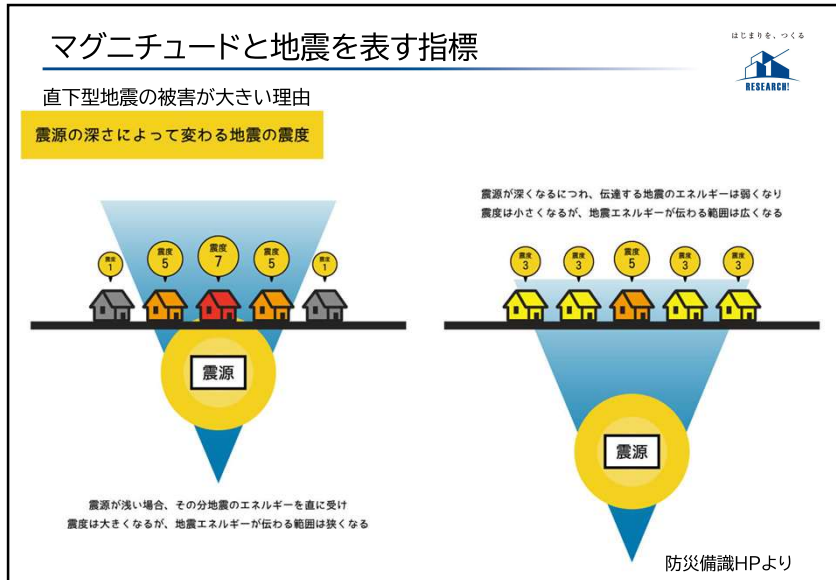 マグニチュードと地震を表す指標
はじまりを、つくる
1
RESEARCH!
直下型地震の被害が大きい理由
震源の深さによって変わる地震の震度
震度
1
震度
5
震度
7
震度
5
震度
1
震源
震源が浅い場合、その分地震のエネルギーを直に受け
震度は大きくなるが、地震エネルギーが伝わる範囲は狭くなる
震源が深くなるにつれ、伝達する地震のエネルギーは弱くなり
震度は小さくなるが、地震エネルギーが伝わる範囲は広くなる
震度
3
震度
3
震度
5
震度
3
震度
3
震源
防災備識HPより